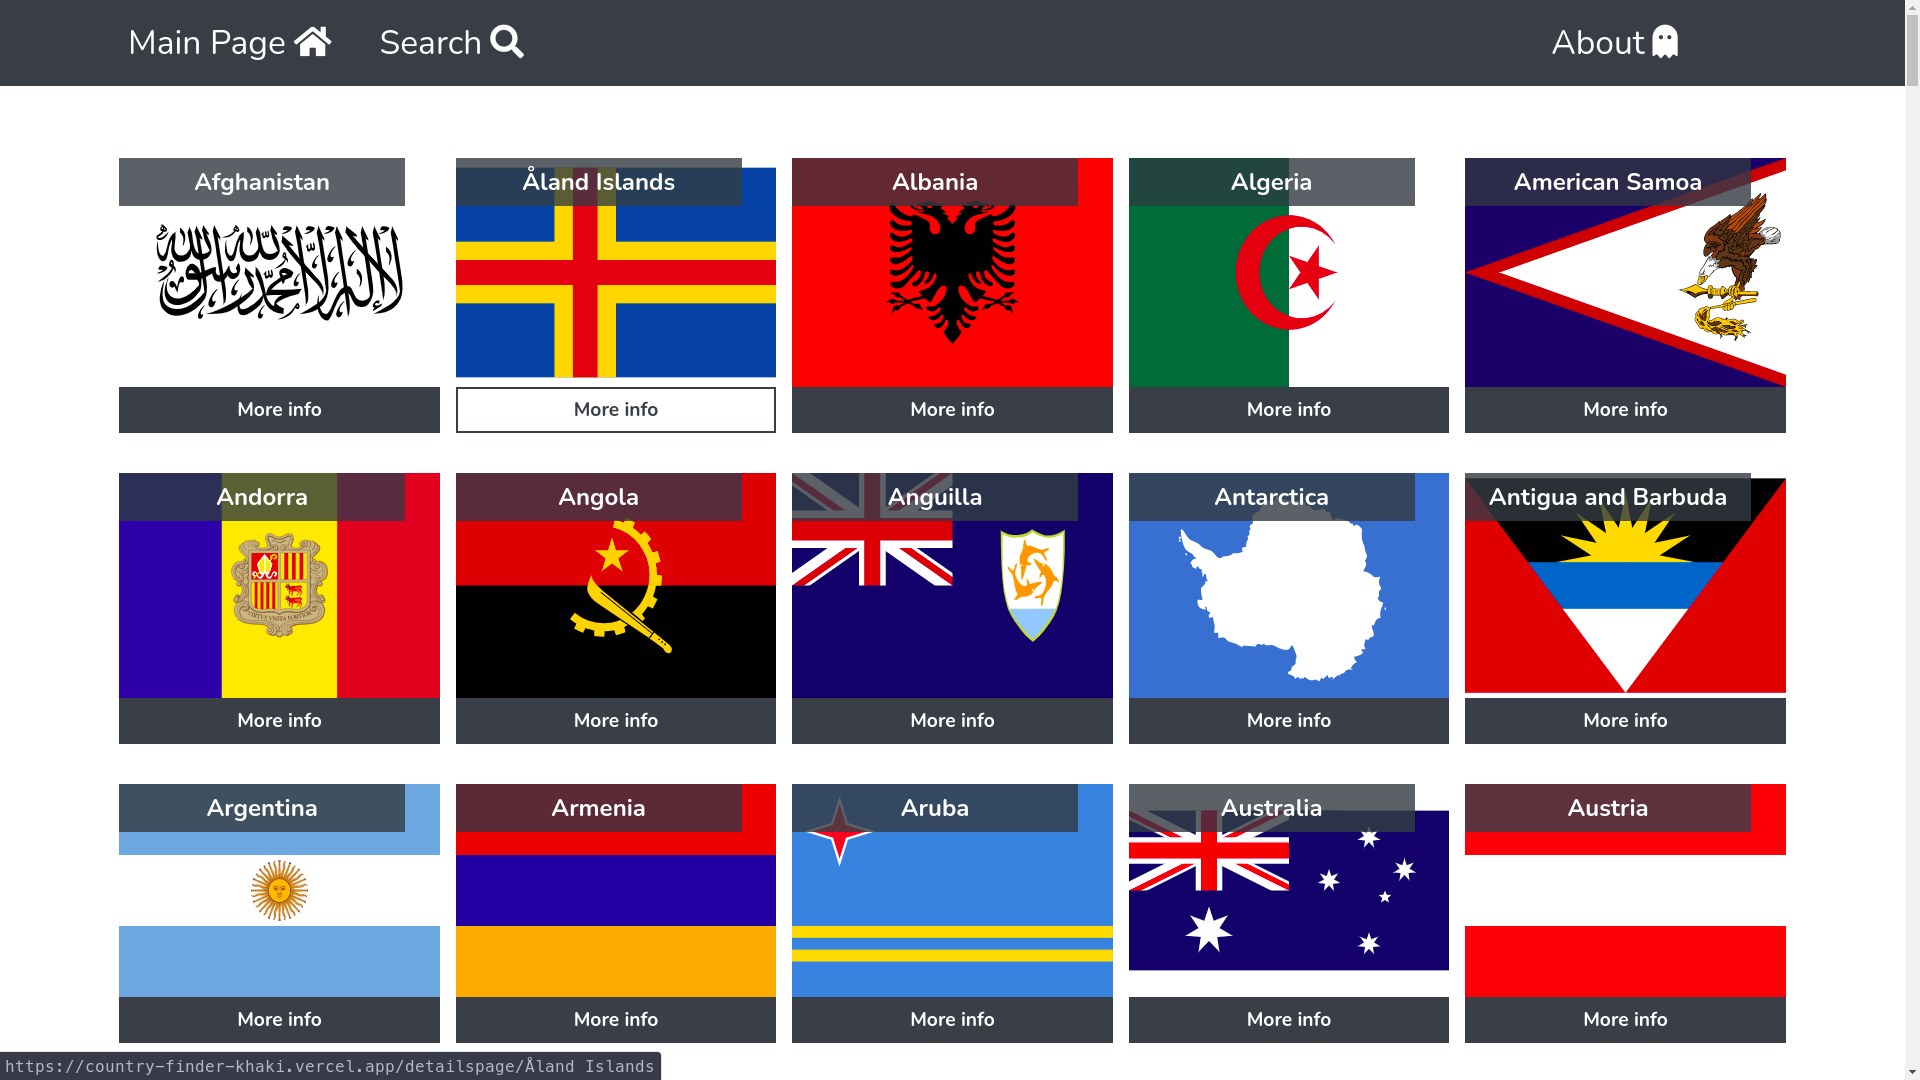 Main Page
Search
About
Afghanistan
Åland Islands
Albania
Algeria
American Samoa
More info
More info
More info
More info
More info
Andorra
Angola
Anguilla
Antarctica
Antigua and Barbuda
More info
More info
More info
More info
More info
Argentina
Armenia
Aruba
Australia
Austria
More info
More info
More info
More info
More info
https://country-finder-khaki.vercel.app/detailspage/Åland Islands